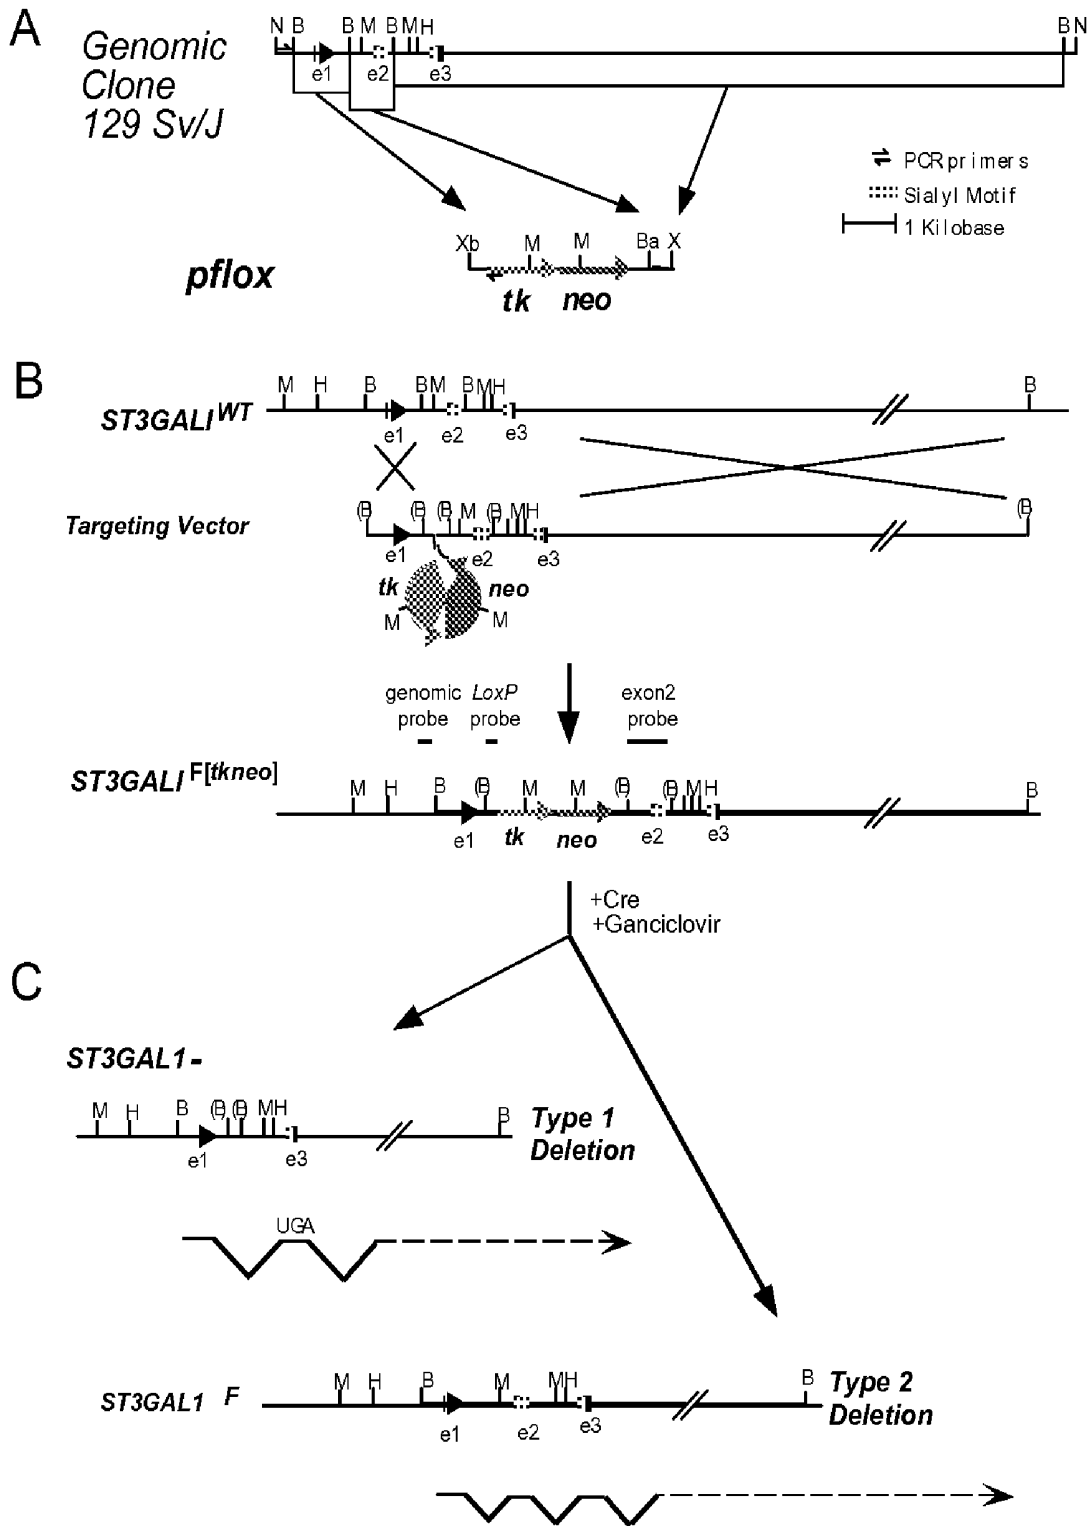 A
Genomic
Clone
129 Sv/J
N B B M B M H B N
e1 e2 e3
PCR primers
Sialyl Motif
1 Kilobase
Xb M M Ba X
pflox
tk neo
B
M H B B M B M H B
ST3GALI WT
e1 e2 e3
(B (B (B M (B M H (B
Targeting Vector
e1 e2 e3
tk neo
M M
genomic LoxP exon2
probe probe probe
ST3GALI F[tkneo]
M H B (B M M (B (B M H B
e1 tk neo e2 e3
+Cre
+Ganciclovir
C
ST3GAL1 -
M H B (B (B M H B
Type 1
Deletion
e1 e3
UGA
M H B M M H B
ST3GAL1 F
Type 2
Deletion
e1 e2 e3